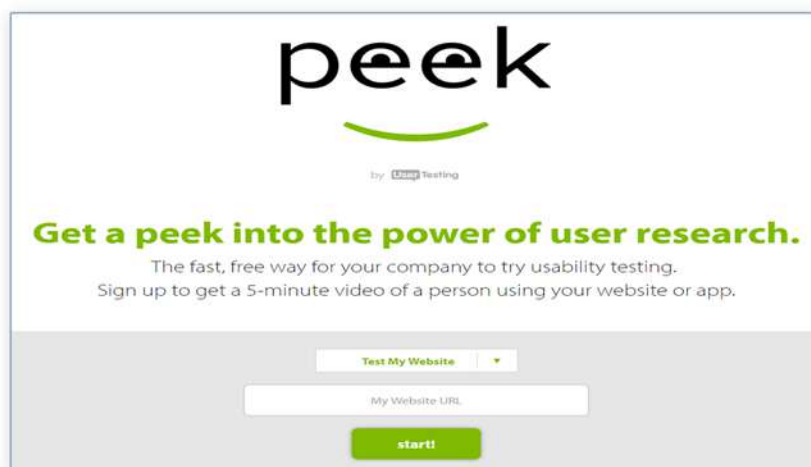 peek
by UserTesting
Get a peek into the power of user research.
The fast, free way for your company to try usability testing.
Sign up to get a 5-minute video of a person using your website or app.
Test My Website
My Website URL
start!